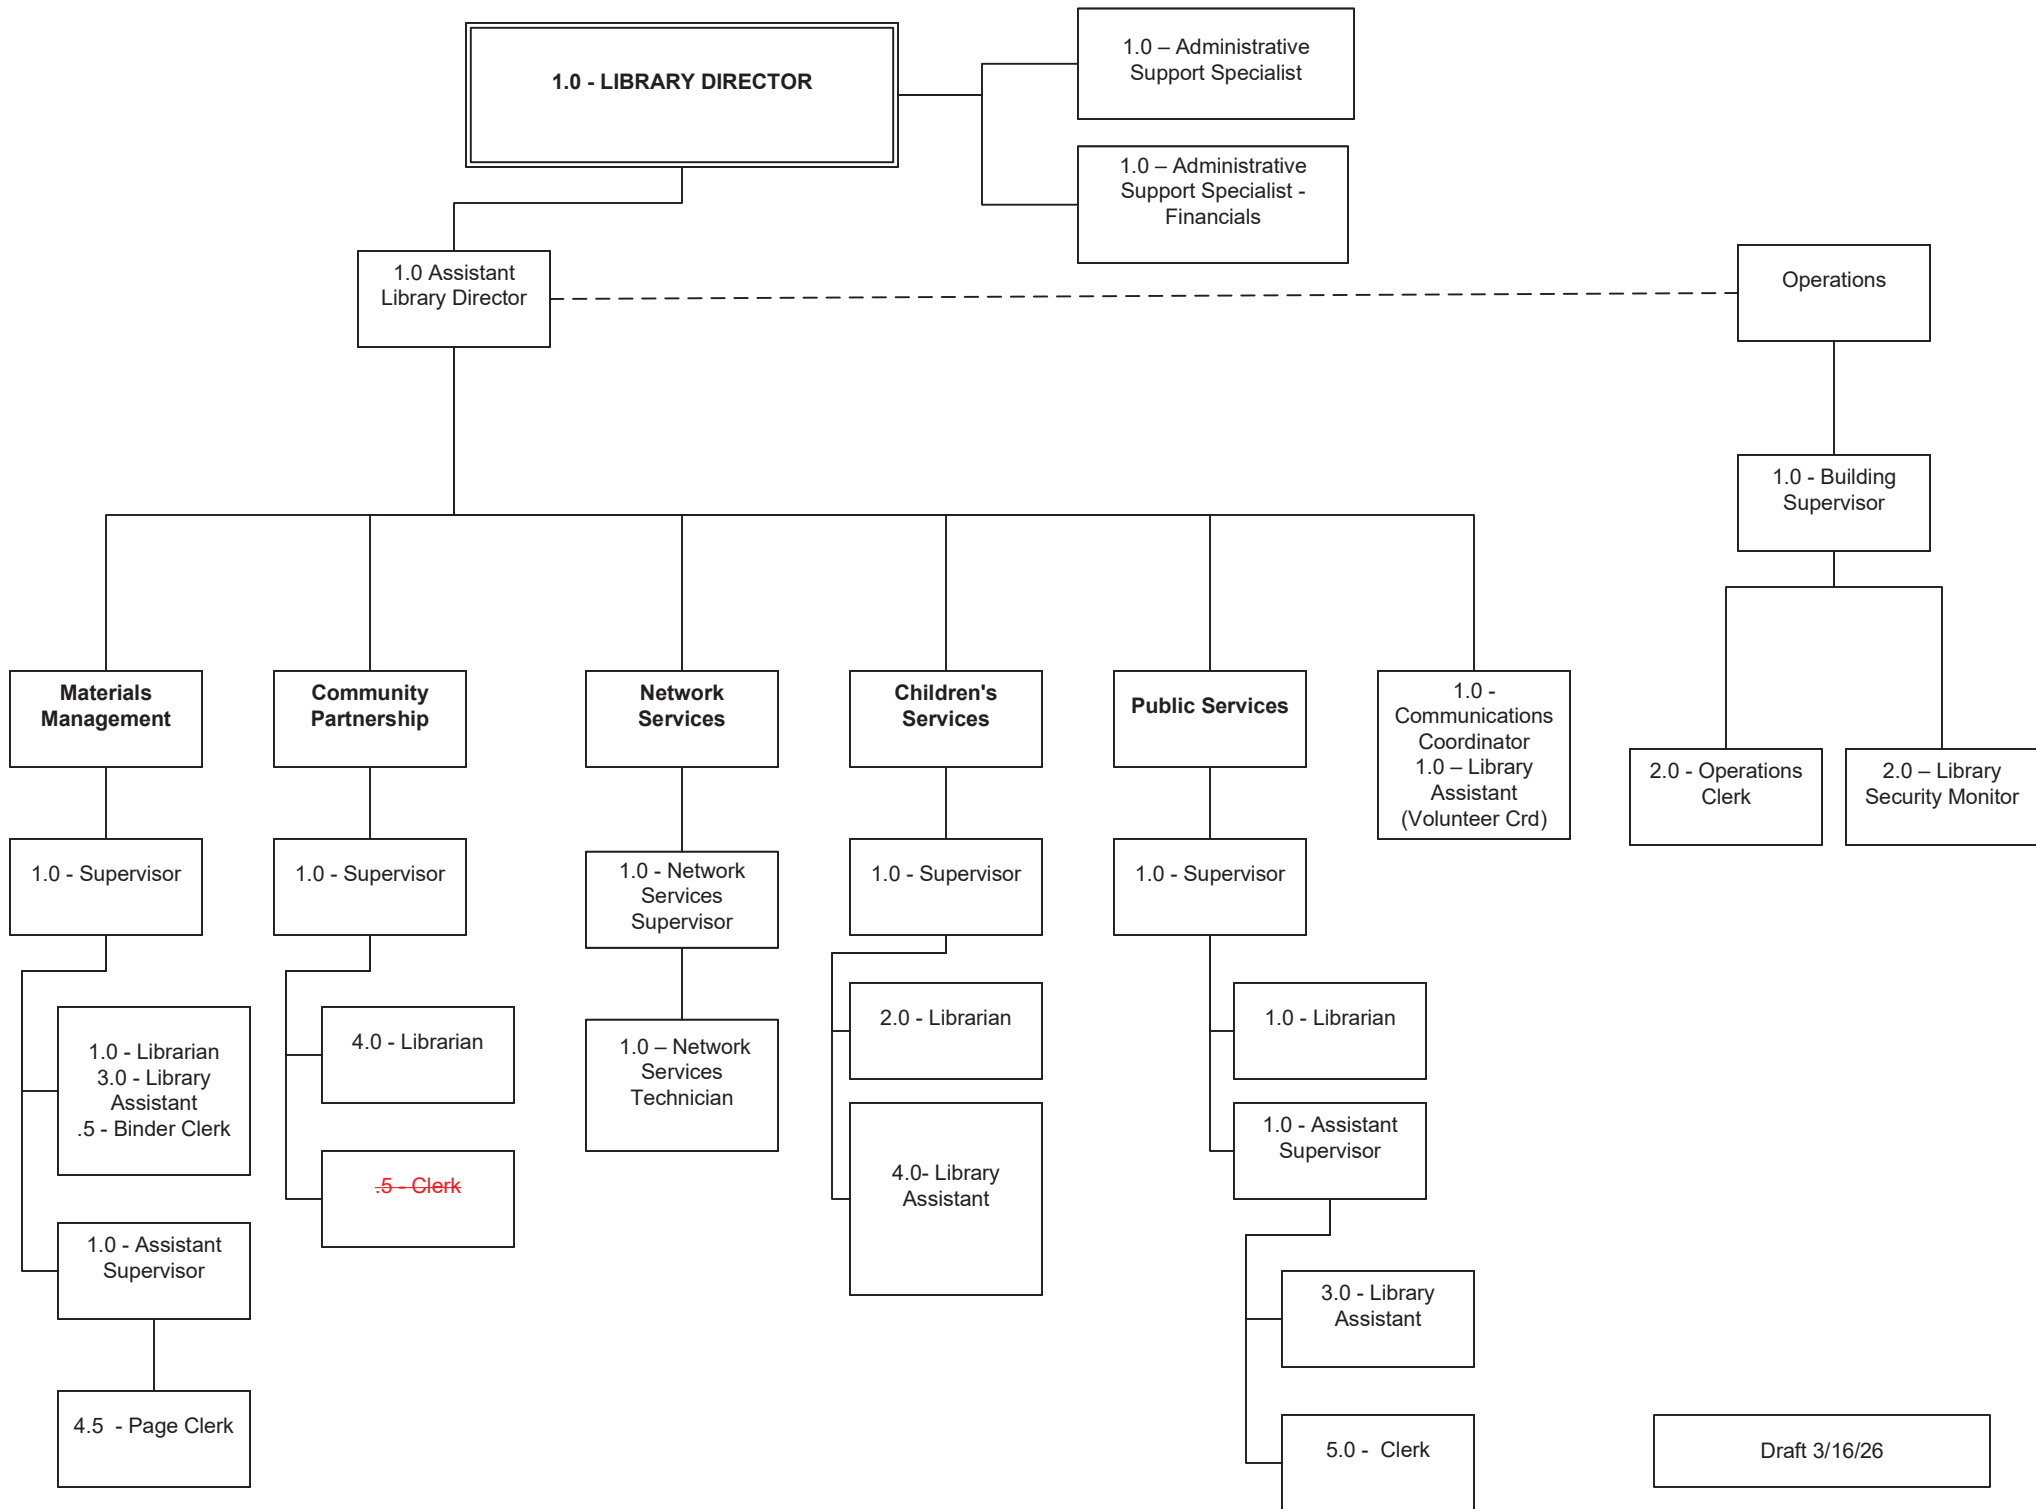 1.0 - LIBRARY DIRECTOR
1.0 – Administrative
Support Specialist
1.0 – Administrative
Support Specialist -
Financials
1.0 Assistant
Library Director
Operations
1.0 - Building
Supervisor
2.0 - Operations
Clerk
2.0 – Library
Security Monitor
Materials
Management
1.0 - Supervisor
1.0 - Librarian
3.0 - Library
Assistant
.5 - Binder Clerk
1.0 - Assistant
Supervisor
4.5  - Page Clerk
Community
Partnership
1.0 - Supervisor
4.0 - Librarian
.5 - Clerk
Network
Services
1.0 - Network
Services
Supervisor
1.0 – Network
Services
Technician
Children's
Services
1.0 - Supervisor
2.0 - Librarian
4.0- Library
Assistant
Public Services
1.0 - Supervisor
1.0 - Librarian
1.0 - Assistant
Supervisor
3.0 - Library
Assistant
5.0 -  Clerk
1.0 -
Communications
Coordinator
1.0 – Library
Assistant
(Volunteer Crd)
Draft 3/16/26